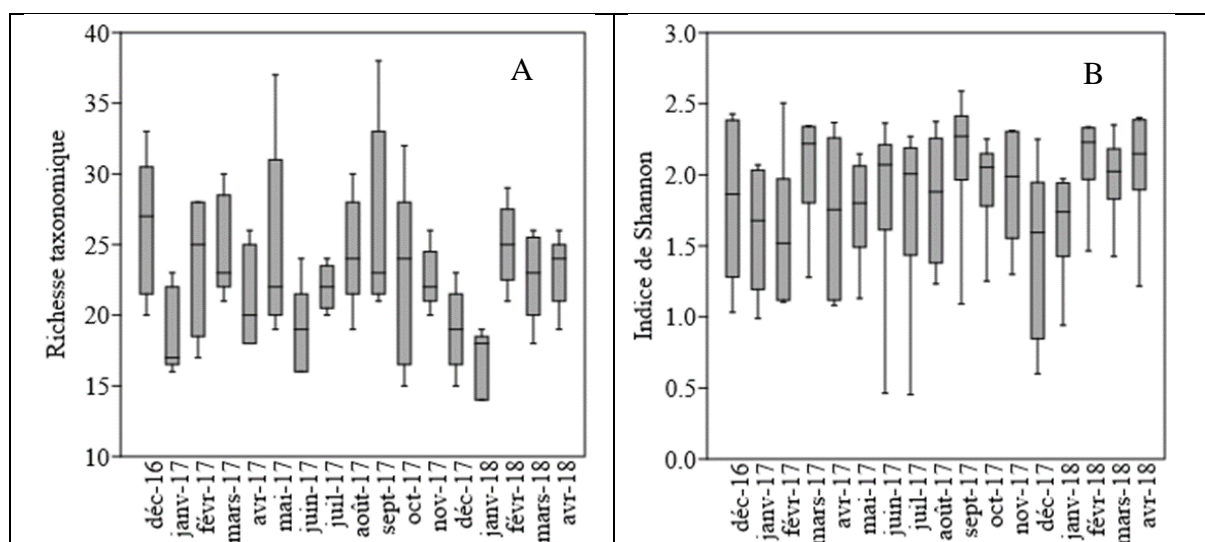 A
Richesse taxonomique
40
35
30
25
20
15
10
déc-16
janv-17
févr-17
mars-17
avr-17
mai-17
juin-17
juil-17
août-17
sept-17
oct-17
nov-17
déc-17
janv-18
févr-18
mars-18
avr-18
B
Indice de Shannon
3.0
2.5
2.0
1.5
1.0
0.5
0.0
déc-16
janv-17
févr-17
mars-17
avr-17
mai-17
juin-17
juil-17
août-17
sept-17
oct-17
nov-17
déc-17
janv-18
févr-18
mars-18
avr-18